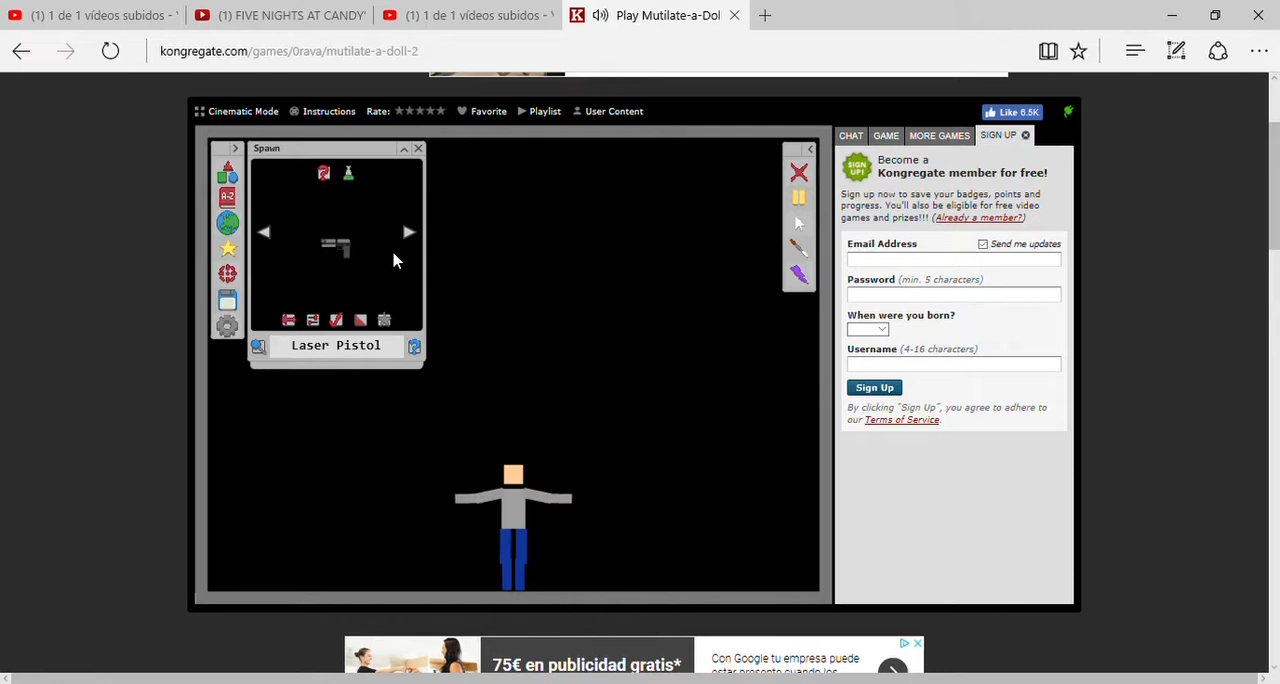 (1) 1 de 1 vídeos subidos -
(1) FIVE NIGHTS AT CANDY'
(1) 1 de 1 vídeos subidos -
Play Mutilate-a-Dol
kongregate.com/games/0rava/mutilate-a-doll-2
Cinematic Mode
Instructions
Rate:
Favorite
Playlist
User Content
Like 6.5K
CHAT
GAME
MORE GAMES
SIGN UP
Spawn
A-Z
Laser Pistol
SIGN UP!
Become a
Kongregate member for free!
Sign up now to save your badges, points and
progress. You'll also be eligible for free video
games and prizes!!! (Already a member?)
Email Address
Send me updates
Password (min. 5 characters)
When were you born?
Username (4-16 characters)
Sign Up
By clicking "Sign Up", you agree to adhere to
our Terms of Service.
75€ en publicidad gratis*
Con Google tu empresa puede